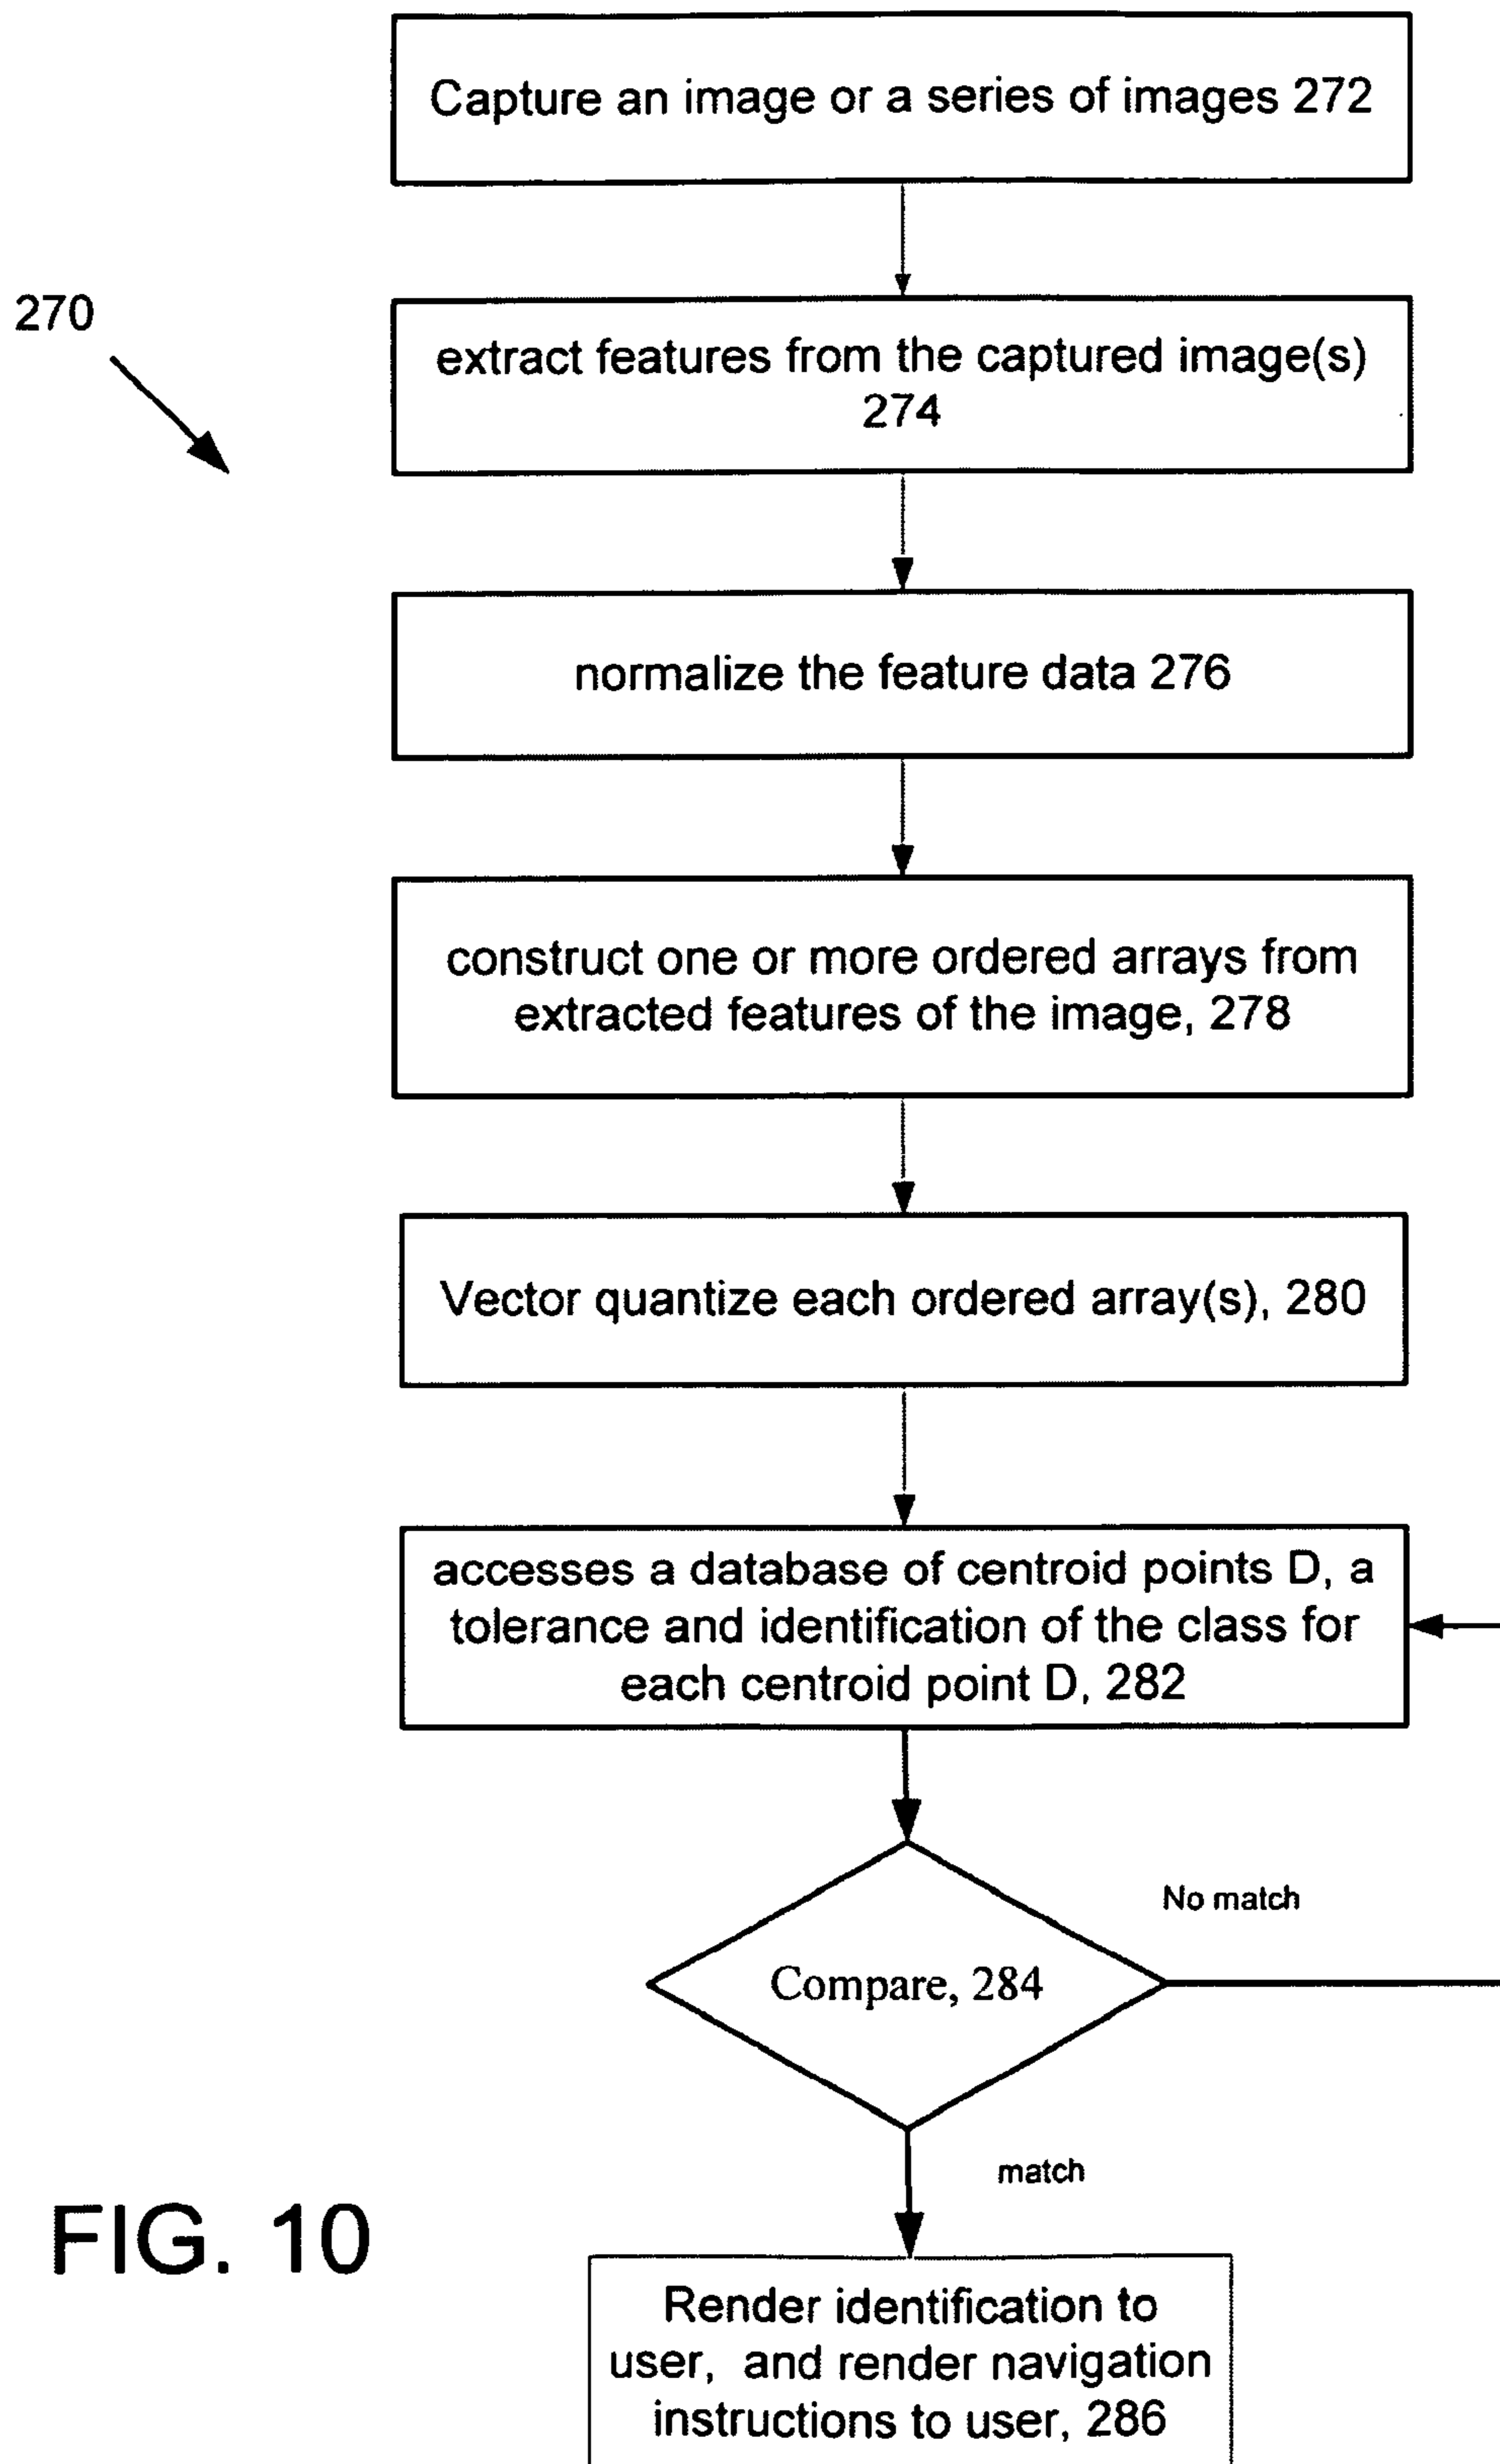 Capture an image or a series of images 272
270
extract features from the captured image(s)
274
normalize the feature data 276
construct one or more ordered arrays from
extracted features of the image, 278
Vector quantize each ordered array(s), 280
accesses a database of centroid points D, a
tolerance and identification of the class for
each centroid point D, 282
No match
Compare, 284
match
FIG. 10
Render identification to
user, and render navigation
instructions to user, 286